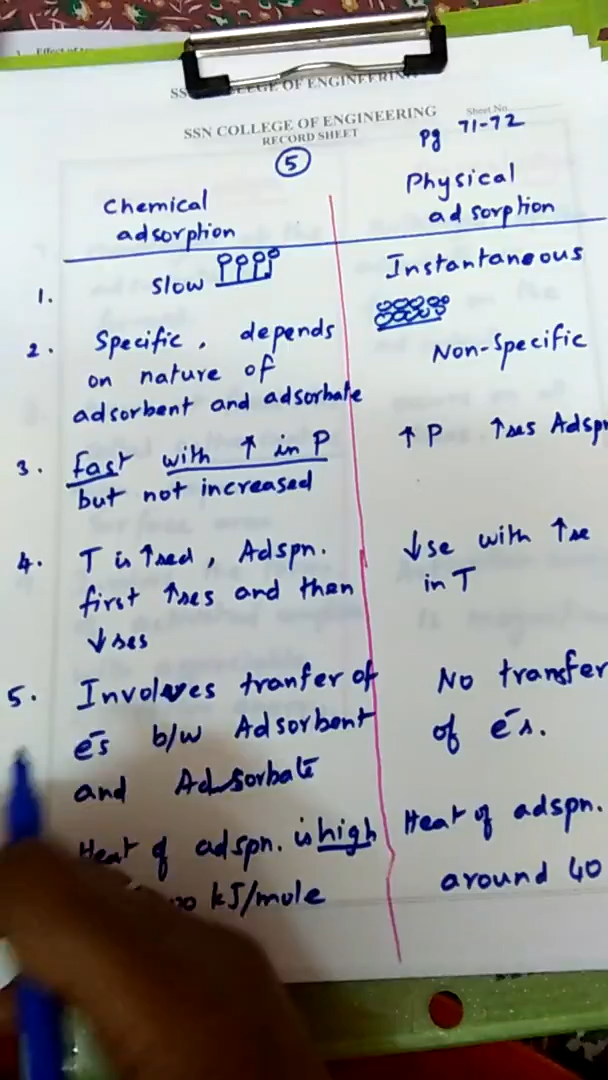 COLLEGE OF ENGINEERING
SSN COLLEGE OF ENGINEERING
RECORD SHEET
Sheet No.
Pg 71-72
5
Chemical adsorption
Physical adsorption
1. Slow
Instantaneous
2. Specific, depends
on nature of
adsorbent and adsorbate
Non-Specific
3. fast with ↑ in P
but not increased
↑ P ↑ses Adspn
4. T is ↑sed, Adspn.
first ↑ses and then
↓ses
↓se with ↑se
in T
5. Involves tranfer of
e⁻s b/w Adsorbent
and Adsorbate
No transfer
of e⁻s.
Heat of adspn. is high
kJ/mole
Heat of adspn.
around 40